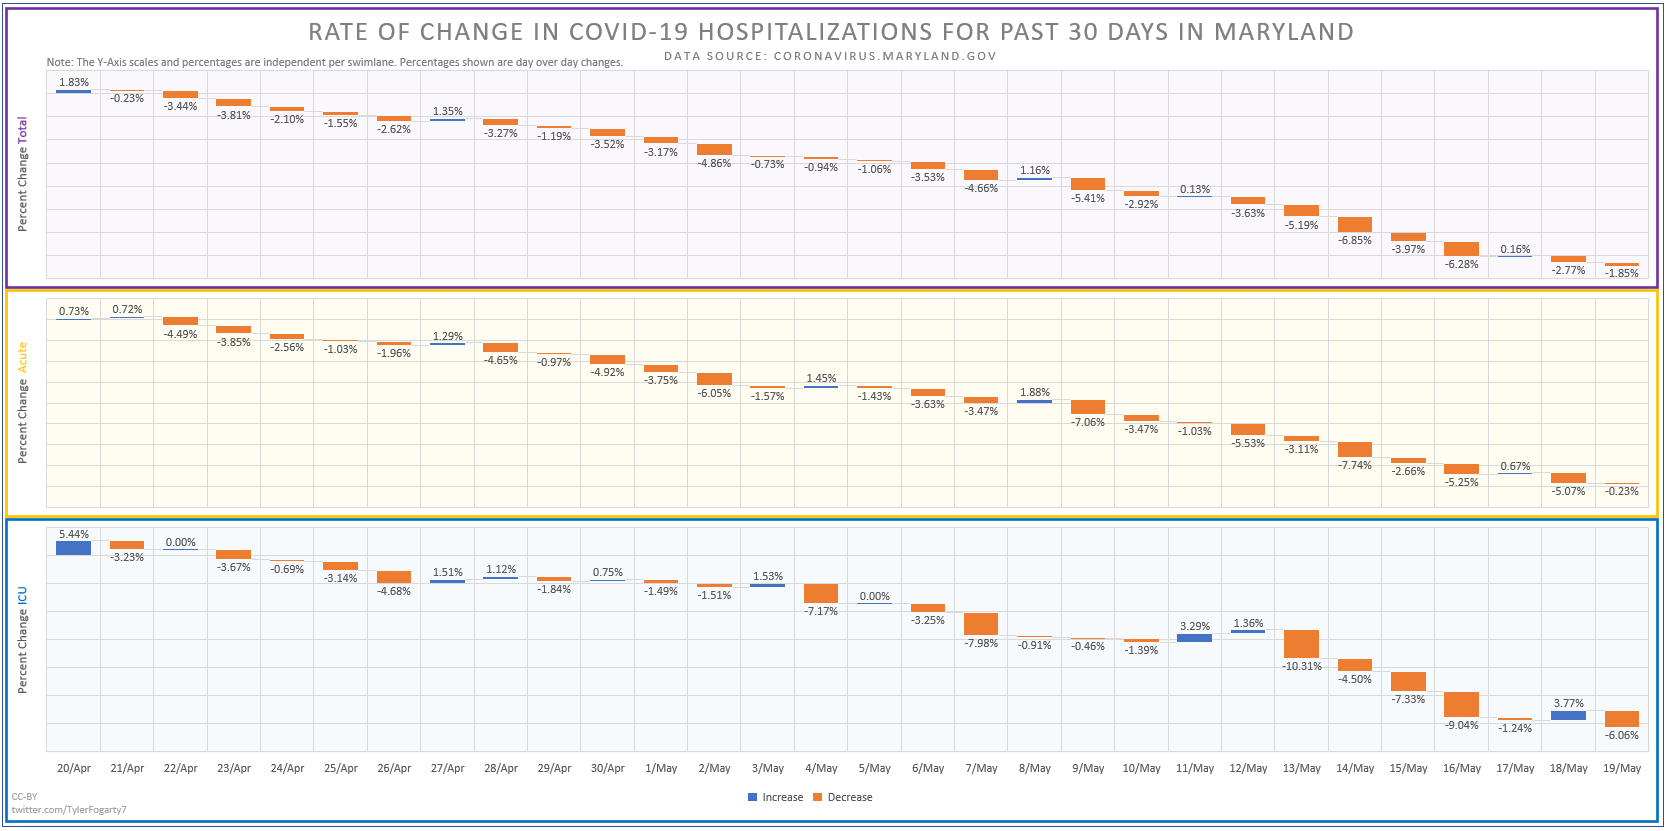 RATE OF CHANGE IN COVID-19 HOSPITALIZATIONS FOR PAST 30 DAYS IN MARYLAND
DATA SOURCE: CORONAVIRUS.MARYLAND.GOV
Note: The Y-Axis scales and percentages are independent per swimlane. Percentages shown are day over day changes.
Percent Change Total
1.83% -0.23% -3.44% -3.81% -2.10% -1.55% -2.62% 1.35% -3.27% -1.19% -3.52% -3.17% -4.86% -0.73% -0.94% -1.06% -3.53% -4.66% 1.16% -5.41% -2.92% 0.13% -3.63% -5.19% -6.85% -3.97% -6.28% 0.16% -2.77% -1.85%
Percent Change Acute
0.73% 0.72% -4.49% -3.85% -2.56% -1.03% -1.96% 1.29% -4.65% -0.97% -4.92% -3.75% -6.05% -1.57% 1.45% -1.43% -3.63% -3.47% 1.88% -7.06% -3.47% -1.03% -5.53% -3.11% -7.74% -2.66% -5.25% 0.67% -5.07% -0.23%
Percent Change ICU
5.44% -3.23% 0.00% -3.67% -0.69% -3.14% -4.68% 1.51% 1.12% -1.84% 0.75% -1.49% -1.51% 1.53% -7.17% 0.00% -3.25% -7.98% -0.91% -0.46% -1.39% 3.29% 1.36% -10.31% -4.50% -7.33% -9.04% -1.24% 3.77% -6.06%
20/Apr 21/Apr 22/Apr 23/Apr 24/Apr 25/Apr 26/Apr 27/Apr 28/Apr 29/Apr 30/Apr 1/May 2/May 3/May 4/May 5/May 6/May 7/May 8/May 9/May 10/May 11/May 12/May 13/May 14/May 15/May 16/May 17/May 18/May 19/May
Increase Decrease
CC-BY
twitter.com/TylerFogarty7